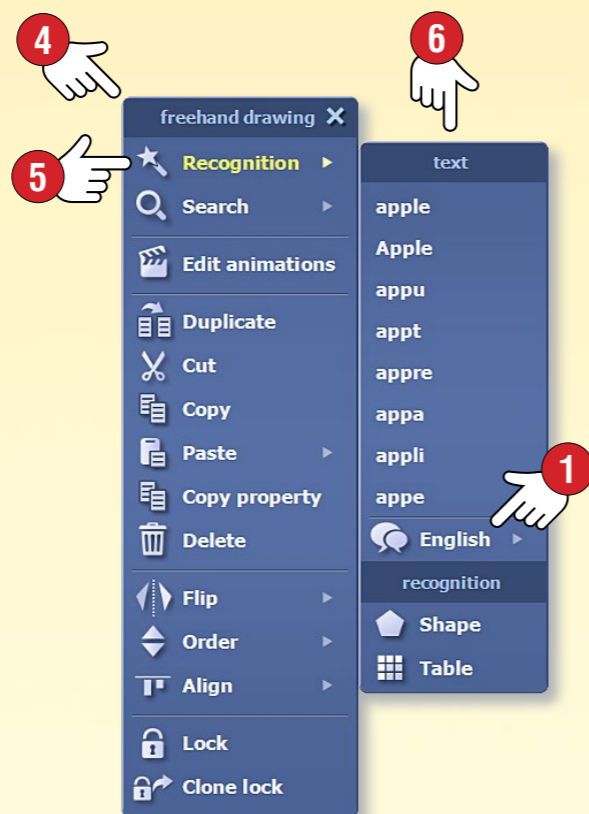 4
6
freehand drawing
5
Recognition
Search
Edit animations
Duplicate
Cut
Copy
Paste
Copy property
Delete
Flip
Order
Align
Lock
Clone lock
text
apple
Apple
appu
appt
appre
appa
appli
appe
1
English
recognition
Shape
Table